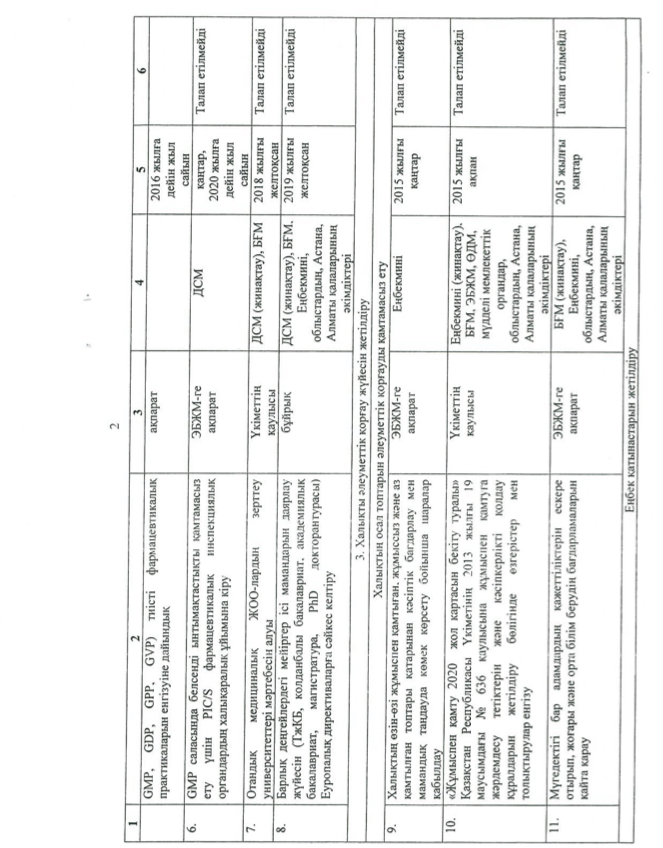 2
1 2 3 4 5 6
GMP, GDP, GPP, GVP) тиісті фармацевтикалық
практикаларын енгізуіне дайындық
ақпарат
2016 жылға
дейін жыл
сайын
6.
GMP саласында белсенді ынтымақтастықты қамтамасыз
ету үшін PIC/S фармацевтикалық инспекциялық
органдардың халықаралық ұйымына кіру
ЭБЖМ-ге
ақпарат
ДСМ
қаңтар,
2020 жылға
дейін жыл
сайын
Талап етілмейді
7.
Отандық медициналық ЖОО-лардың зерттеу
университеттері мәртебесін алуы
Үкіметтің
қаулысы
ДСМ (жинақтау), БҒМ
2018 жылғы
желтоқсан
Талап етілмейді
8.
Барлық деңгейлердегі мейіргер ісі мамандарын даярлау
жүйесін (ТжКБ, қолданбалы бакалавриат, академиялық
бакалавриат, магистратура, PhD докторантурасы)
Еуропалық директиваларға сәйкес келтіру
бұйрық
ДСМ (жинақтау), БҒМ,
Еңбекмині,
облыстардың, Астана,
Алматы қалаларының
әкімдіктері
2019 жылғы
желтоқсан
Талап етілмейді
3. Халықты әлеуметтік қорғау жүйесін жетілдіру
Халықтың осал топтарын әлеуметтік қорғауды қамтамасыз ету
9.
Халықтың өзін-өзі жұмыспен қамтыған, жұмыссыз және аз
қамтылған топтары қатарынан кәсіптік бағдарлау мен
мамандық таңдауда көмек көрсету бойынша шаралар
қабылдау
ЭБЖМ-ге
ақпарат
Еңбекмині
2015 жылғы
қаңтар
Талап етілмейді
10.
«Жұмыспен қамту 2020 жол картасын бекіту туралы»
Қазақстан Республикасы Үкіметінің 2013 жылғы 19
маусымдағы № 636 қаулысына жұмыспен қамтуға
жәрдемдесу тетіктерін және кәсіпкерлікті қолдау
құралдарын жетілдіру бөлігінде өзгерістер мен
толықтырулар енгізу
Үкіметтің
қаулысы
Еңбекмині (жинақтау),
БҒМ, ЭБЖМ, ӨДМ,
мүдделі мемлекеттік
органдар,
облыстардың, Астана,
Алматы қалаларының
әкімдіктері
2015 жылғы
ақпан
Талап етілмейді
11.
Мүгедектігі бар адамдардың қажеттіліктерін ескере
отырып, жоғары және орта білім берудің бағдарламаларын
қайта қарау
ЭБЖМ-ге
ақпарат
БҒМ (жинақтау),
Еңбекмині,
облыстардың, Астана,
Алматы қалаларының
әкімдіктері
2015 жылғы
қаңтар
Талап етілмейді
Еңбек қатынастарын жетілдіру